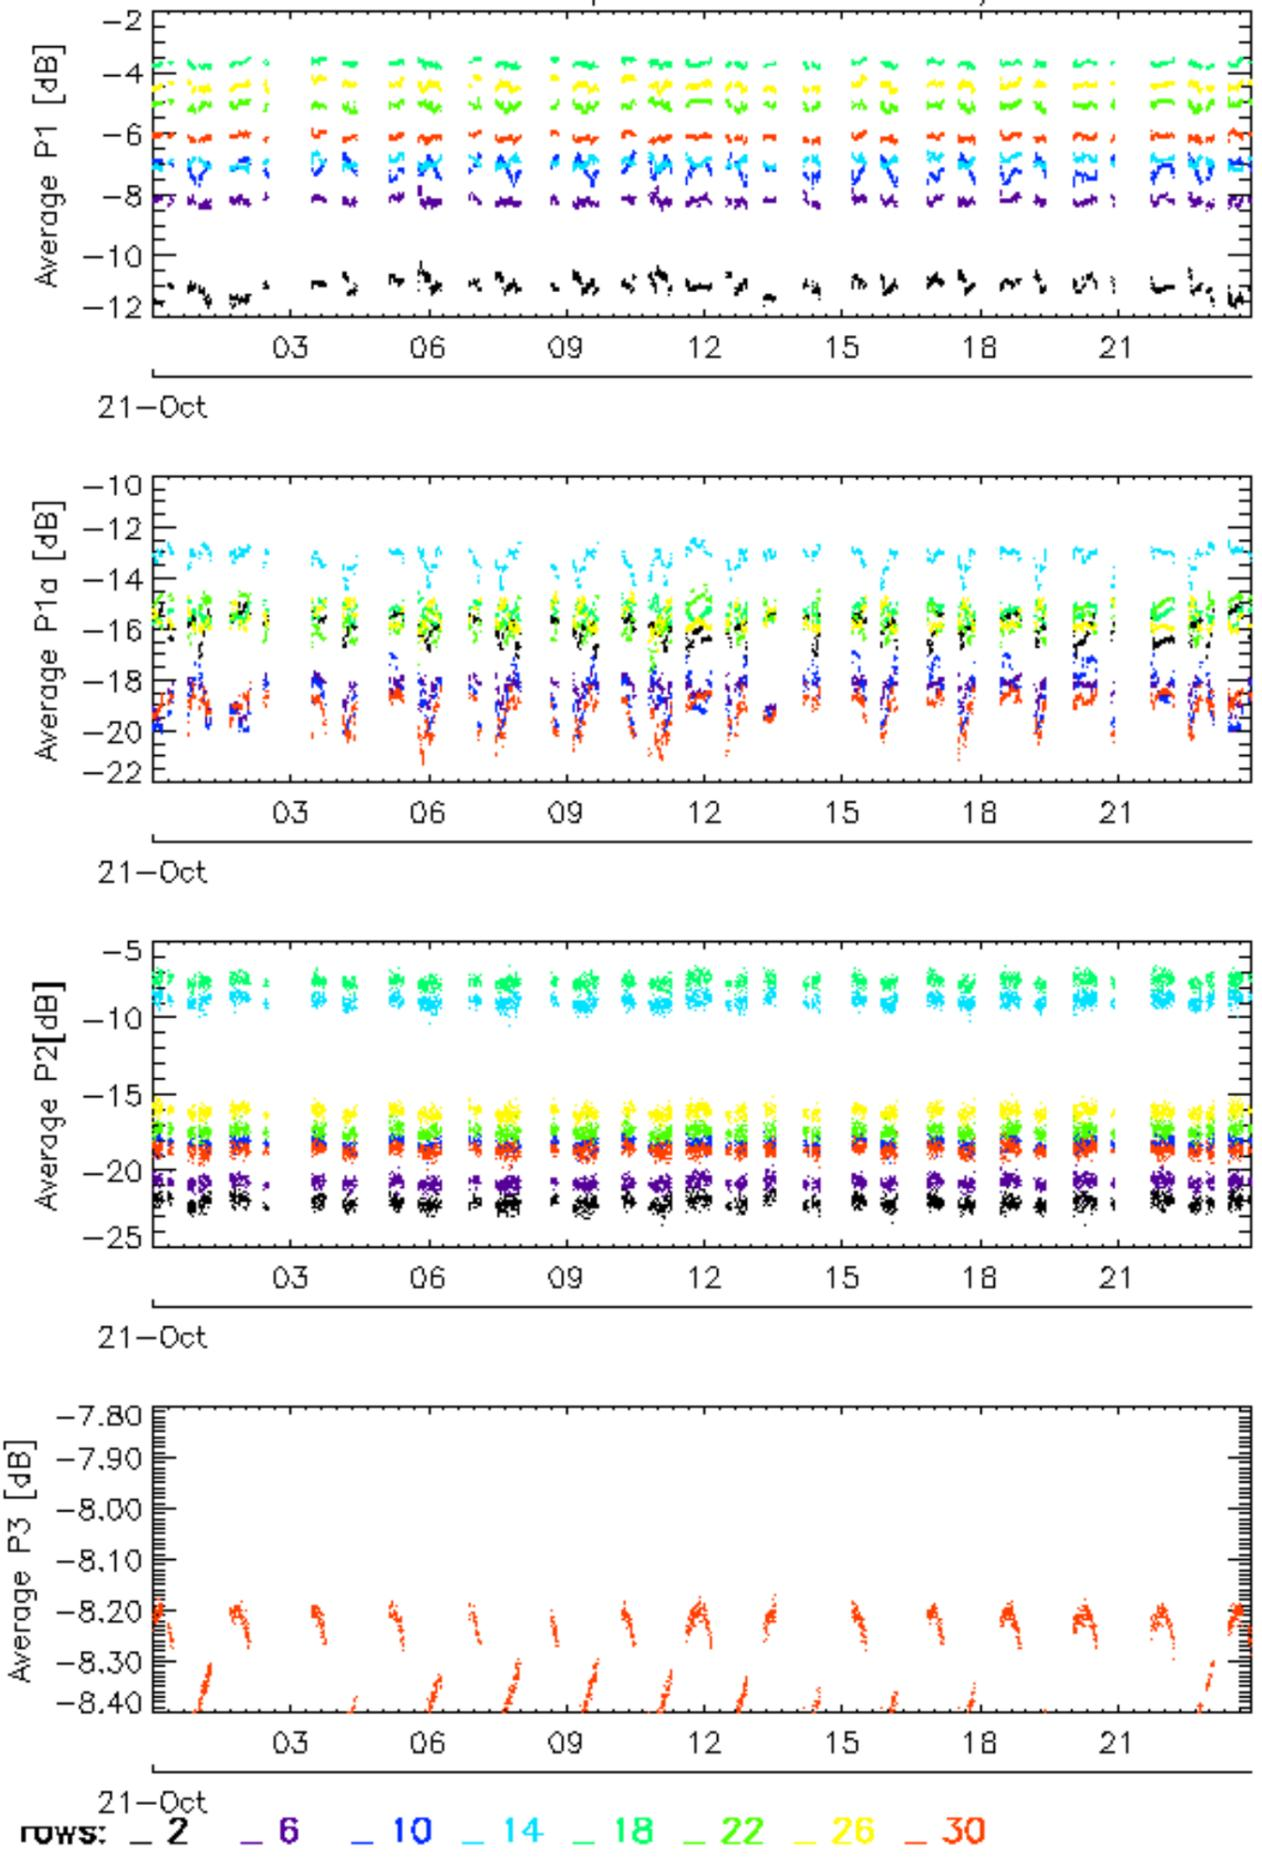 Average P1 [dB]
−2
−4
−6
−8
−10
−12
03 06 09 12 15 18 21
21−Oct
Average P1a [dB]
−10
−12
−14
−16
−18
−20
−22
03 06 09 12 15 18 21
21−Oct
Average P2[dB]
−5
−10
−15
−20
−25
03 06 09 12 15 18 21
21−Oct
Average P3 [dB]
−7.80
−7.90
−8.00
−8.10
−8.20
−8.30
−8.40
03 06 09 12 15 18 21
21−Oct
rows: _ 2 _ 6 _ 10 _ 14 _ 18 _ 22 _ 26 _ 30